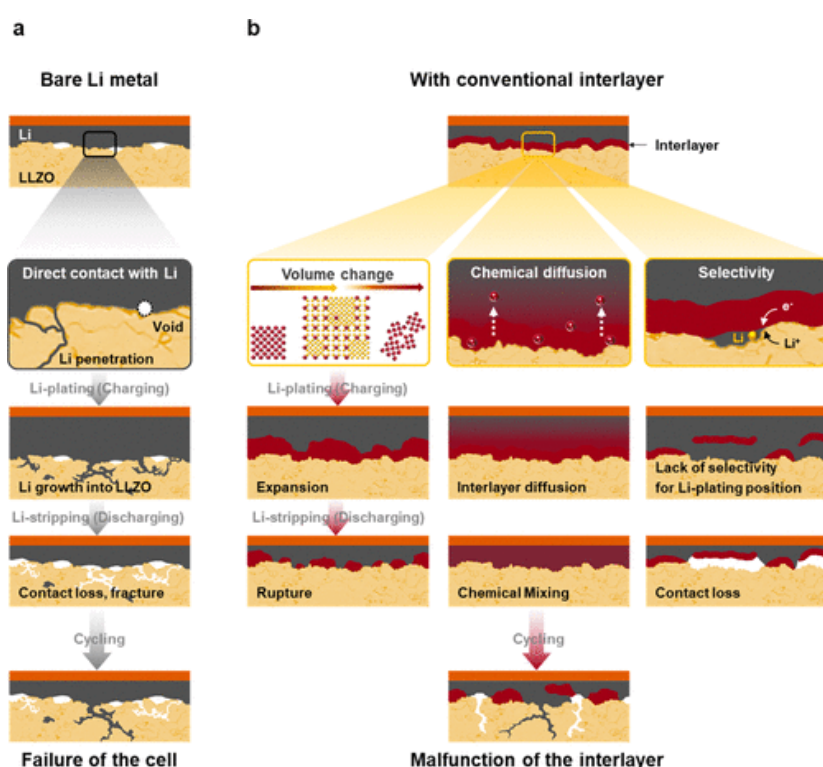 a
Bare Li metal
Li
LLZO
Direct contact with Li
Void
Li penetration
Li-plating (Charging)
Li growth into LLZO
Li-stripping (Discharging)
Contact loss, fracture
Cycling
Failure of the cell
b
With conventional interlayer
Interlayer
Volume change
Chemical diffusion
Selectivity
e-
Li
Li+
Li-plating (Charging)
Expansion
Interlayer diffusion
Lack of selectivity
for Li-plating position
Li-stripping (Discharging)
Rupture
Chemical Mixing
Contact loss
Cycling
Malfunction of the interlayer